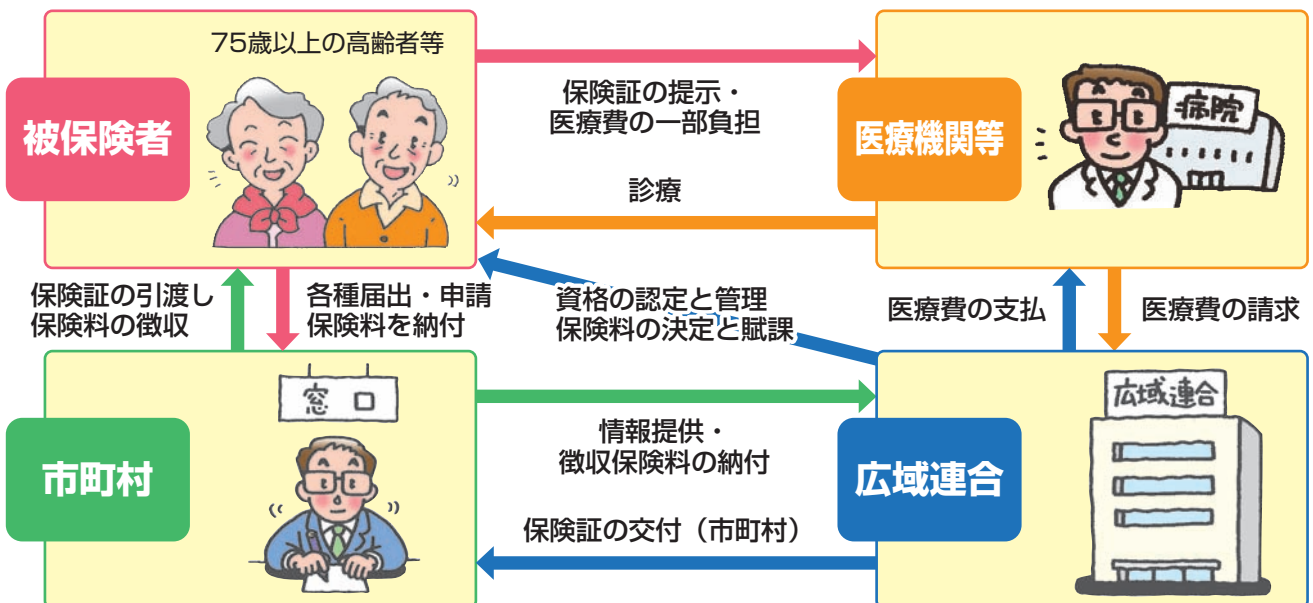 75歳以上の高齢者等
被保険者
保険証の提示・
医療費の一部負担
診療
医療機関等
病院
保険証の引渡し
保険料の徴収
各種届出・申請
保険料を納付
資格の認定と管理
保険料の決定と賦課
医療費の支払
医療費の請求
市町村
窓口
情報提供・
徴収保険料の納付
保険証の交付（市町村）
広域連合
広域連合